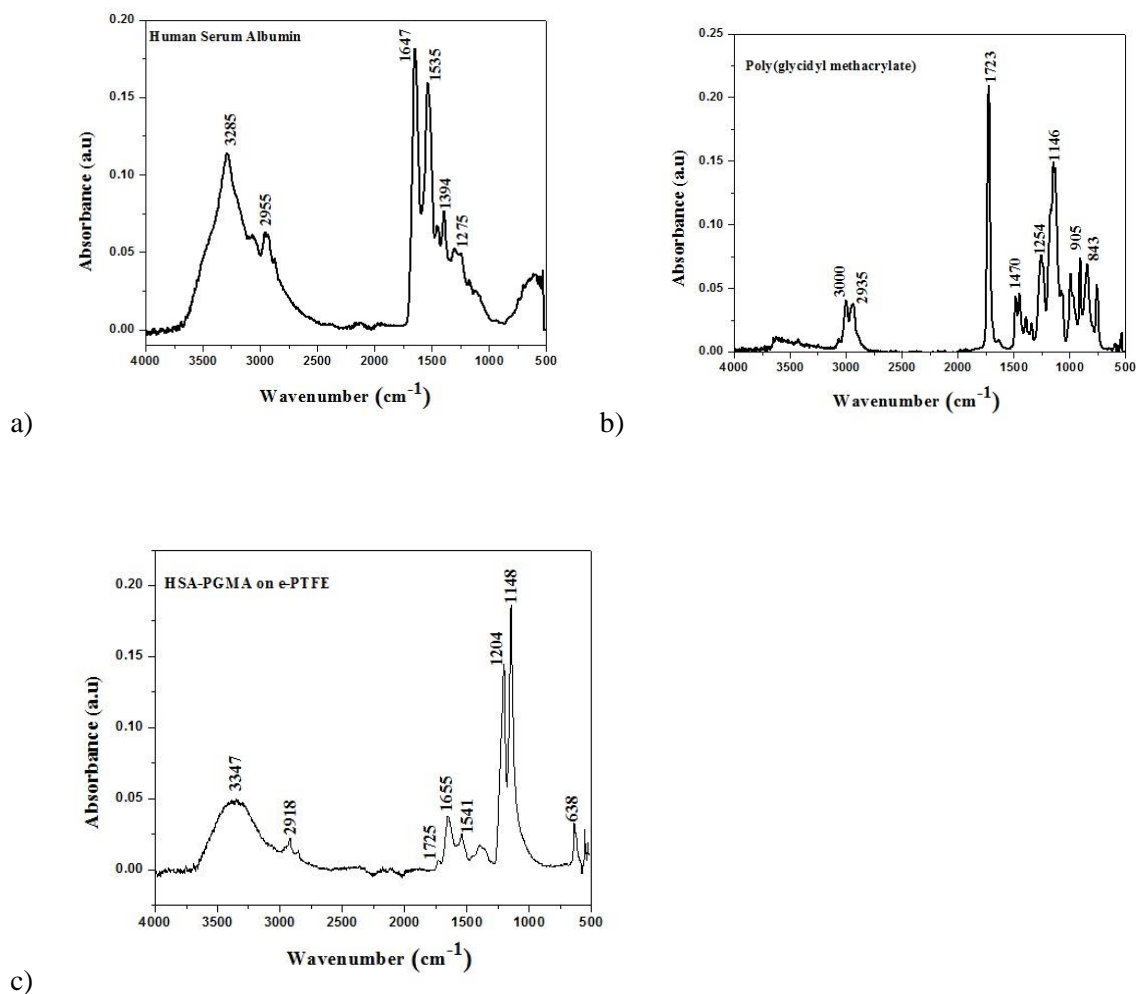 Human Serum Albumin
1647
1535
3285
2955
1394
1275
0.20
0.15
0.10
0.05
0.00
Absorbance (a.u)
4000 3500 3000 2500 2000 1500 1000 500
Wavenumber (cm⁻¹)
a)
Poly(glycidyl methacrylate)
1723
1146
3000
2935
1470
1254
905
843
0.25
0.20
0.15
0.10
0.05
0.00
Absorbance (a.u)
4000 3500 3000 2500 2000 1500 1000 500
Wavenumber (cm⁻¹)
b)
HSA-PGMA on e-PTFE
1148
1204
3347
2918
1725
1655
1541
638
0.20
0.15
0.10
0.05
0.00
Absorbance (a.u)
4000 3500 3000 2500 2000 1500 1000 500
Wavenumber (cm⁻¹)
c)